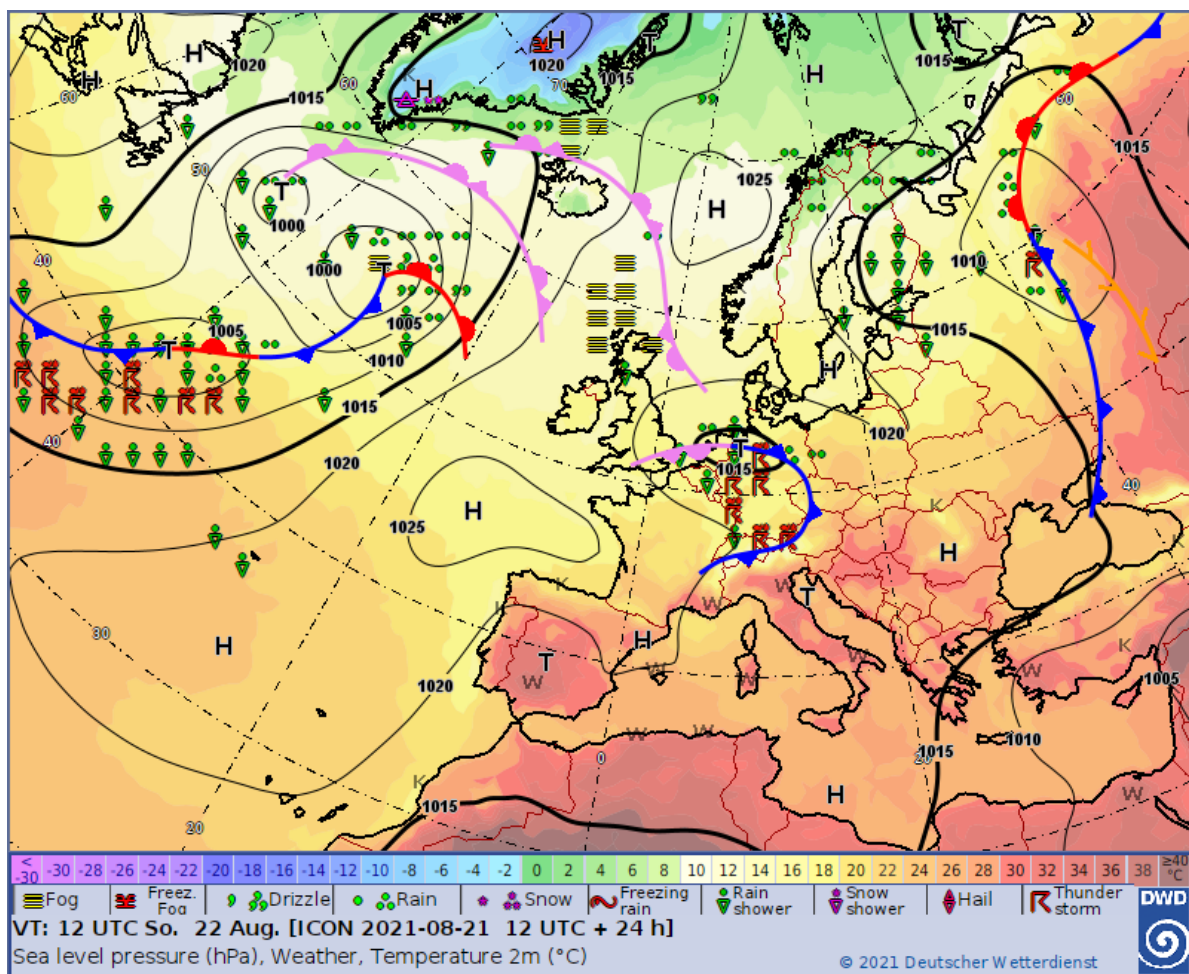 H
T
T
H
H
1020
60
H
1020
70
1015
H
K
H
60
1015
60
1015
50
T
1000
1025
H
40
1000
T
1010
1005
1005
T
1010
1015
1015
H
40
1020
1020
T
1015
H
1025
K
40
H
K
K
W
W
T
30
H
H
T
W
W
W
W
W
K
1020
1005
W
W
1010
1015
0
20
K
H
W
1015
20
< -30 -30 -28 -26 -24 -22 -20 -18 -16 -14 -12 -10 -8 -6 -4 -2 0 2 4 6 8 10 12 14 16 18 20 22 24 26 28 30 32 34 36 38 ≥40 °C
Fog Freez. Fog Drizzle Rain Snow Freezing rain Rain shower Snow shower Hail Thunder storm
DWD
VT: 12 UTC So. 22 Aug. [ICON 2021-08-21 12 UTC + 24 h]
Sea level pressure (hPa), Weather, Temperature 2m (°C)
© 2021 Deutscher Wetterdienst